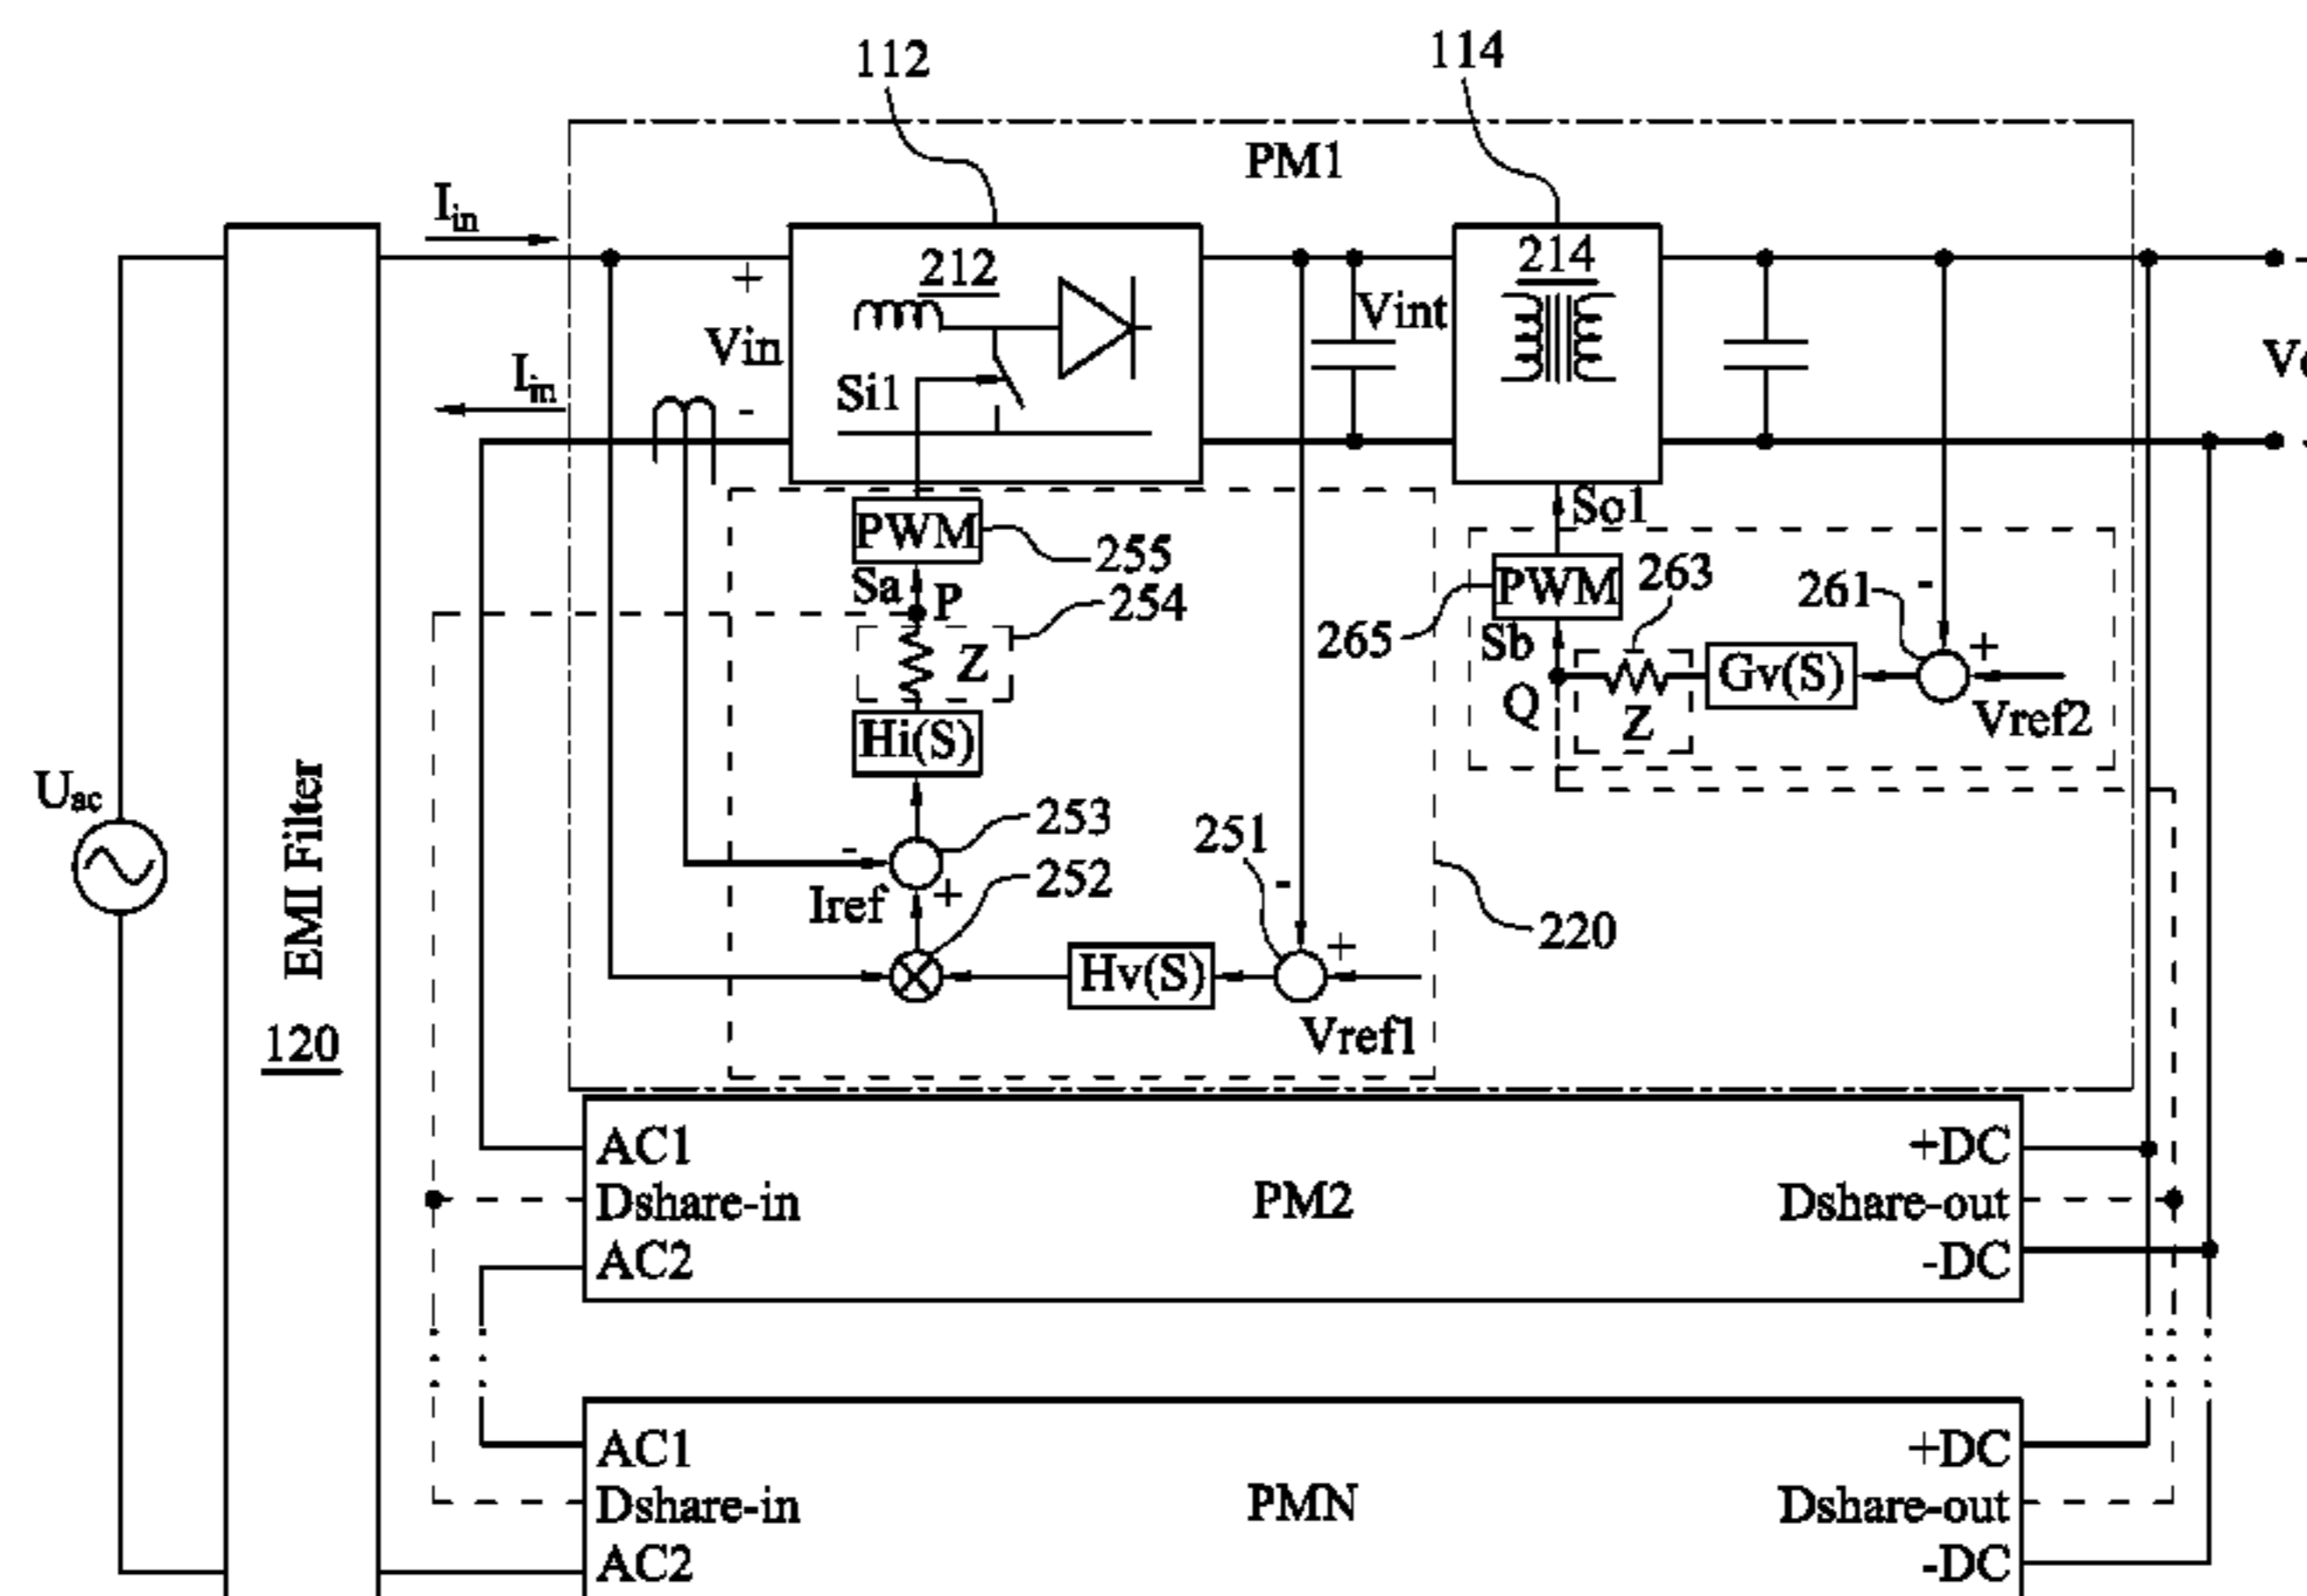 112
114
PM1
Iin
212
214
+
Vin
-
Iin
Si1
Vint
So1
PWM
255
Sa
P
254
Z
Hi(S)
PWM
263
265
Sb
Q
Z
Gv(S)
261
-
+
Vref2
Uac
EMI Filter
120
253
-
+
Iref
252
251
-
+
Hv(S)
Vref1
220
AC1
+DC
Dshare-in
PM2
Dshare-out
AC2
-DC
AC1
+DC
Dshare-in
PMN
Dshare-out
AC2
-DC